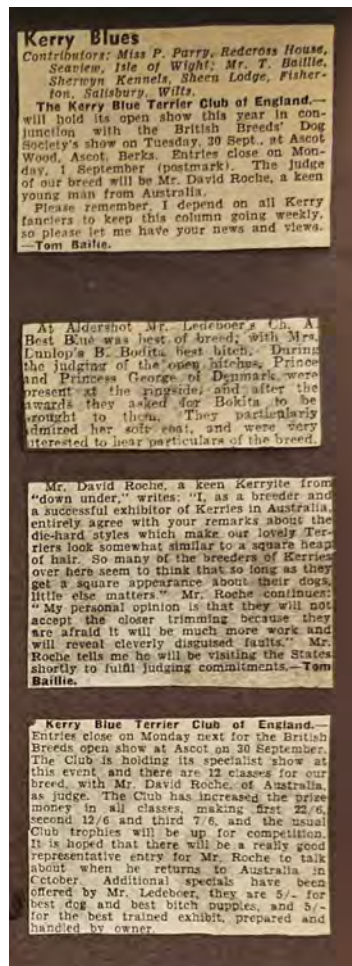 Kerry Blues
Contributors: Miss P. Parry, Redcross House,
Seaview, Isle of Wight; Mr. T. Baillie,
Sherwyn Kennels, Sheen Lodge, Fisher-
ton, Salisbury, Wilts.
The Kerry Blue Terrier Club of England.—
will hold its open show this year in con-
junction with the British Breeds' Dog
Society's show on Tuesday, 30 Sept., at Ascot
Wood, Ascot, Berks. Entries close on Mon-
day, 1 September (postmark). The judge
of our breed will be Mr. David Roche, a keen
young man from Australia.
Please remember, I depend on all Kerry
fanciers to keep this column going weekly,
so please let me have your news and views.
—Tom Bailie.
At Aldershot Mr. Ledeboer's Ch. A.
Best Blue was best of breed, with Mrs.
Dunlop's B. Bodita best bitch. During
the judging of the open bitches, Prince
and Princess George of Denmark were
present at the ringside, and after the
awards they asked for Bokita to be
brought to them. They particularly
admired her soft coat, and were very
interested to hear particulars of the breed.
Mr. David Roche, a keen Kerryite from
"down under," writes: "I, as a breeder and
a successful exhibitor of Kerries in Australia,
entirely agree with your remarks about the
die-hard styles which make our lovely Ter-
riers look somewhat similar to a square heap
of hair. So many of the breeders of Kerries
over here seem to think that so long as they
get a square appearance about their dogs,
little else matters." Mr. Roche continues:
"My personal opinion is that they will not
accept the closer trimming because they
are afraid it will be much more work and
will reveal cleverly disguised faults." Mr.
Roche tells me he will be visiting the States
shortly to fulfil judging commitments.—Tom
Baillie.
Kerry Blue Terrier Club of England.—
Entries close on Monday next for the British
Breeds open show at Ascot on 30 September.
The Club is holding its specialist show at
this event, and there are 12 classes for our
breed, with Mr. David Roche, of Australia,
as judge. The Club has increased the prize
money in all classes, making first 22/6,
second 12/6 and third 7/6, and the usual
Club trophies will be up for competition.
It is hoped that there will be a really good
representative entry for Mr. Roche to talk
about when he returns to Australia in
October. Additional specials have been
offered by Mr. Ledeboer, they are 5/- for
best dog and best bitch puppies, and 5/-
for the best trained exhibit, prepared and
handled by owner.